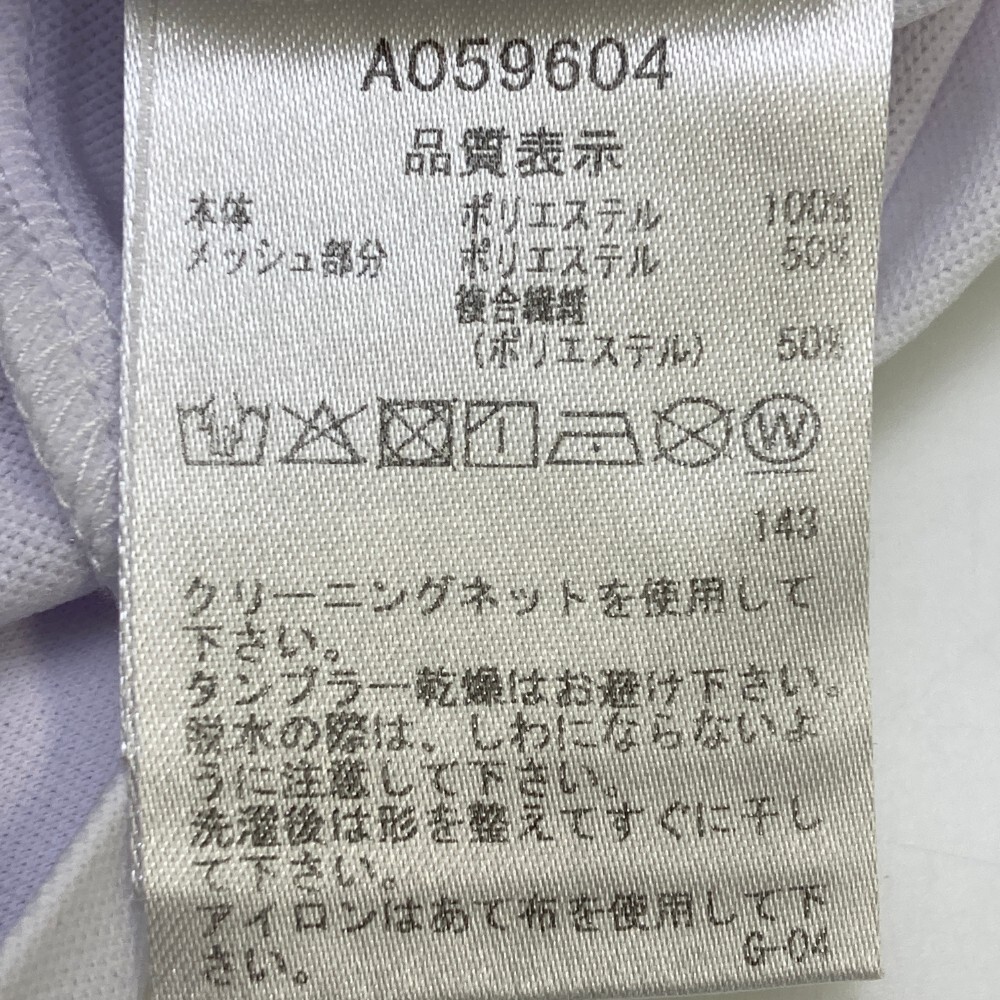 A059604
品質表示
本体 ポリエステル 100%
メッシュ部分 ポリエステル 50%
複合繊維
(ポリエステル) 50%
W
143
クリーニングネットを使用して
下さい。
タンブラー乾燥はお避け下さい。
脱水の際は、しわにならないよ
うに注意して下さい。
洗濯後は形を整えてすぐに干し
て下さい。
アイロンはあて布を使用して下
さい。
G-04